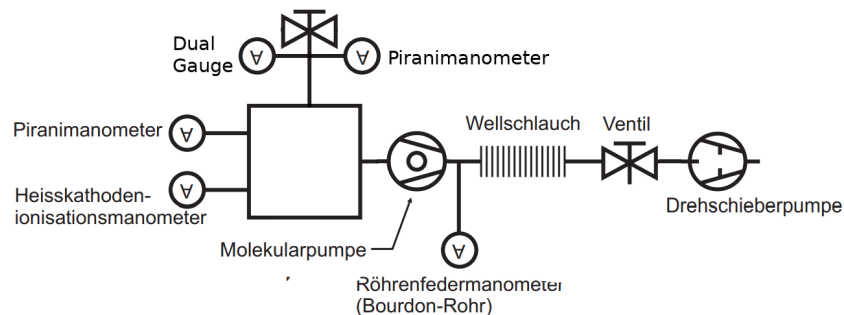 Dual
Gauge
Piranimanometer
Piranimanometer
Wellschlauch
Ventil
Heisskathoden-
ionisationsmanometer
Drehschieberpumpe
Molekularpumpe
Röhrenfedermanometer
(Bourdon-Rohr)